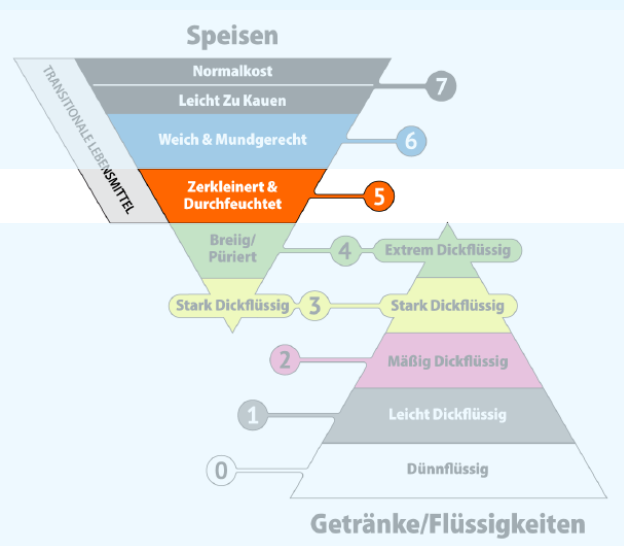 Speisen
TRANSITIONALE LEBENSMITTEL
Normalkost
7
Leicht Zu Kauen
Weich & Mundgerecht
6
Zerkleinert &
Durchfeuchtet
5
Breiig/
Püriert
4
Extrem Dickflüssig
Stark Dickflüssig
3
Stark Dickflüssig
2
Mäßig Dickflüssig
1
Leicht Dickflüssig
0
Dünnflüssig
Getränke/Flüssigkeiten